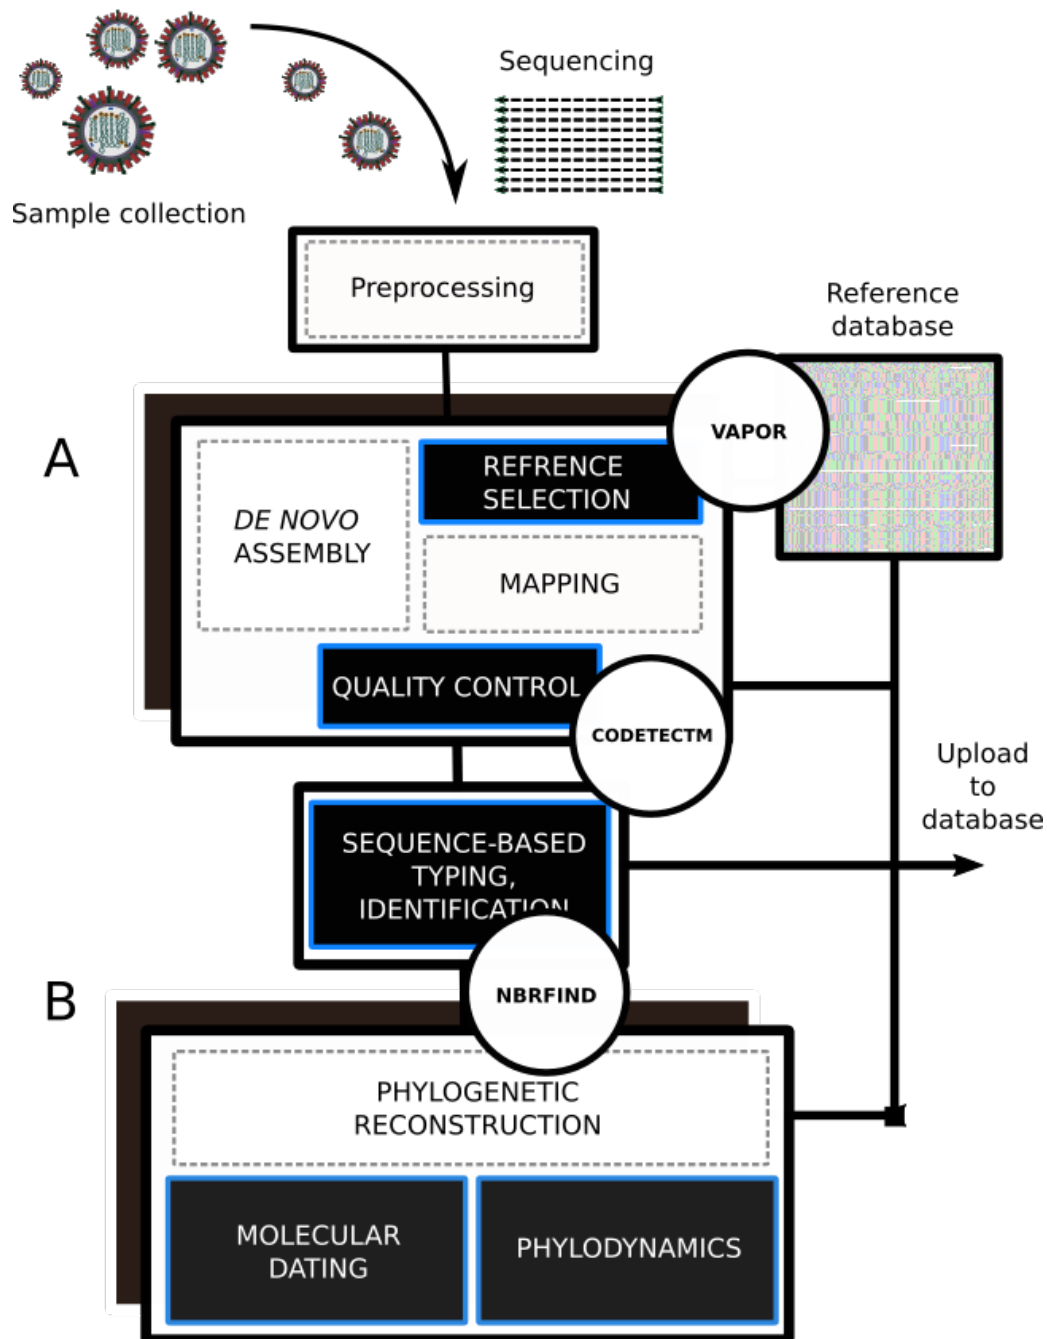 Sequencing
Sample collection
Preprocessing
Reference
database
A
VAPOR
REFRENCE
SELECTION
DE NOVO
ASSEMBLY
MAPPING
QUALITY CONTROL
CODETECTM
Upload
to
database
SEQUENCE-BASED
TYPING,
IDENTIFICATION
B
NBRFIND
PHYLOGENETIC
RECONSTRUCTION
MOLECULAR
DATING
PHYLODYNAMICS